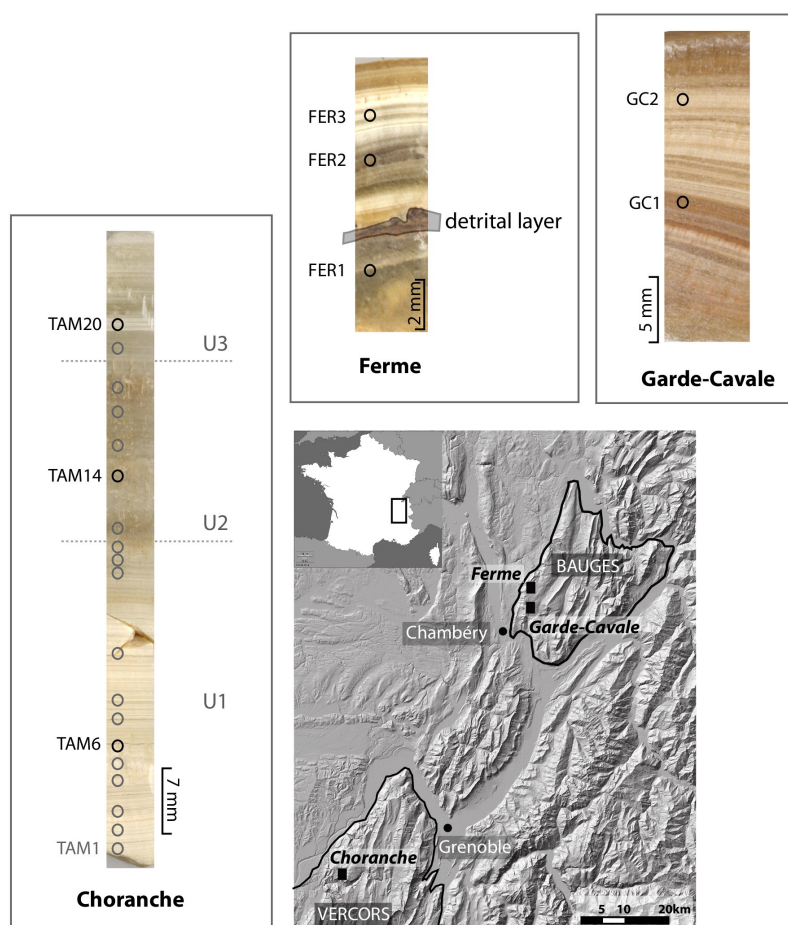 FER3
FER2
detrital layer
FER1
2 mm
Ferme
GC2
GC1
5 mm
Garde-Cavale
TAM20
U3
TAM14
U2
U1
TAM6
7 mm
TAM1
Choranche
BAUGES
Ferme
Garde-Cavale
Chambéry
Grenoble
Choranche
VERCORS
5 10 20km